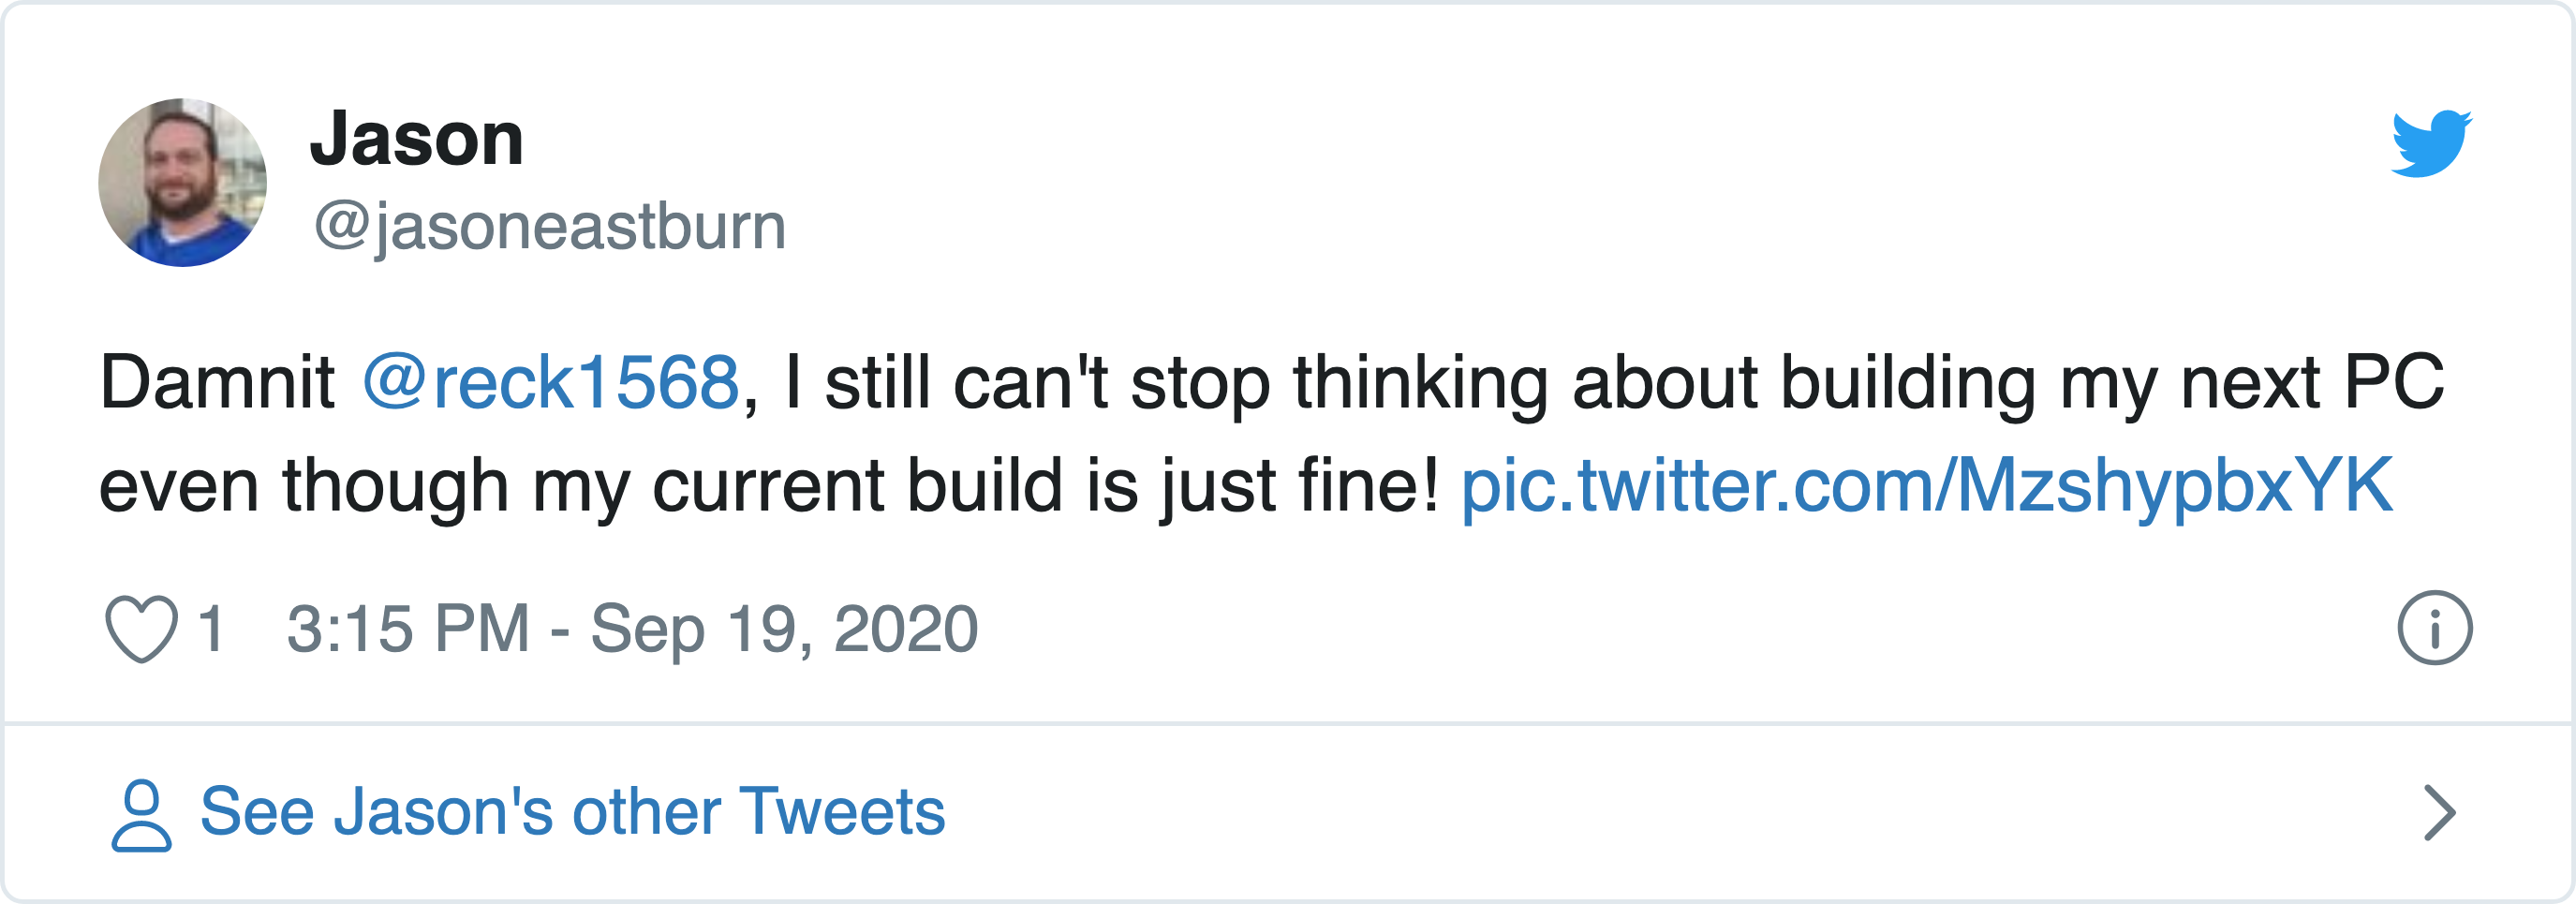 Jason
@jasoneastburn
Damnit @reck1568, I still can't stop thinking about building my next PC
even though my current build is just fine! pic.twitter.com/MzshypbxYK
1 3:15 PM - Sep 19, 2020
See Jason's other Tweets